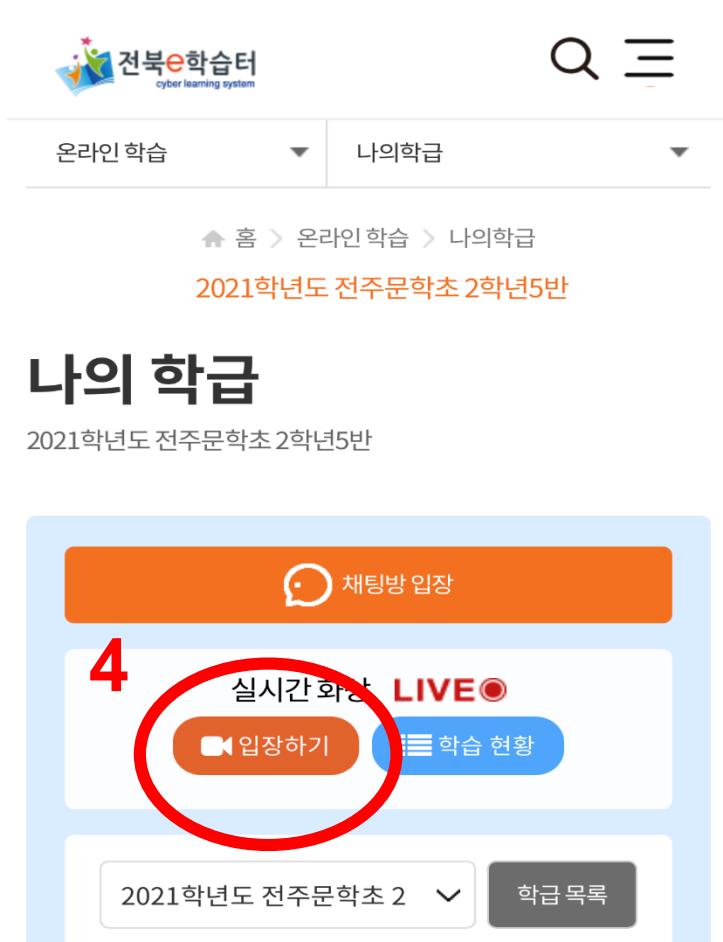 전북e학습터
cyber learning system
온라인 학습 나의학급
홈 > 온라인 학습 > 나의학급
2021학년도 전주문학초 2학년5반
나의 학급
2021학년도 전주문학초 2학년5반
채팅방 입장
4
실시간 화상 LIVE
입장하기 학습 현황
2021학년도 전주문학초 2 학급 목록